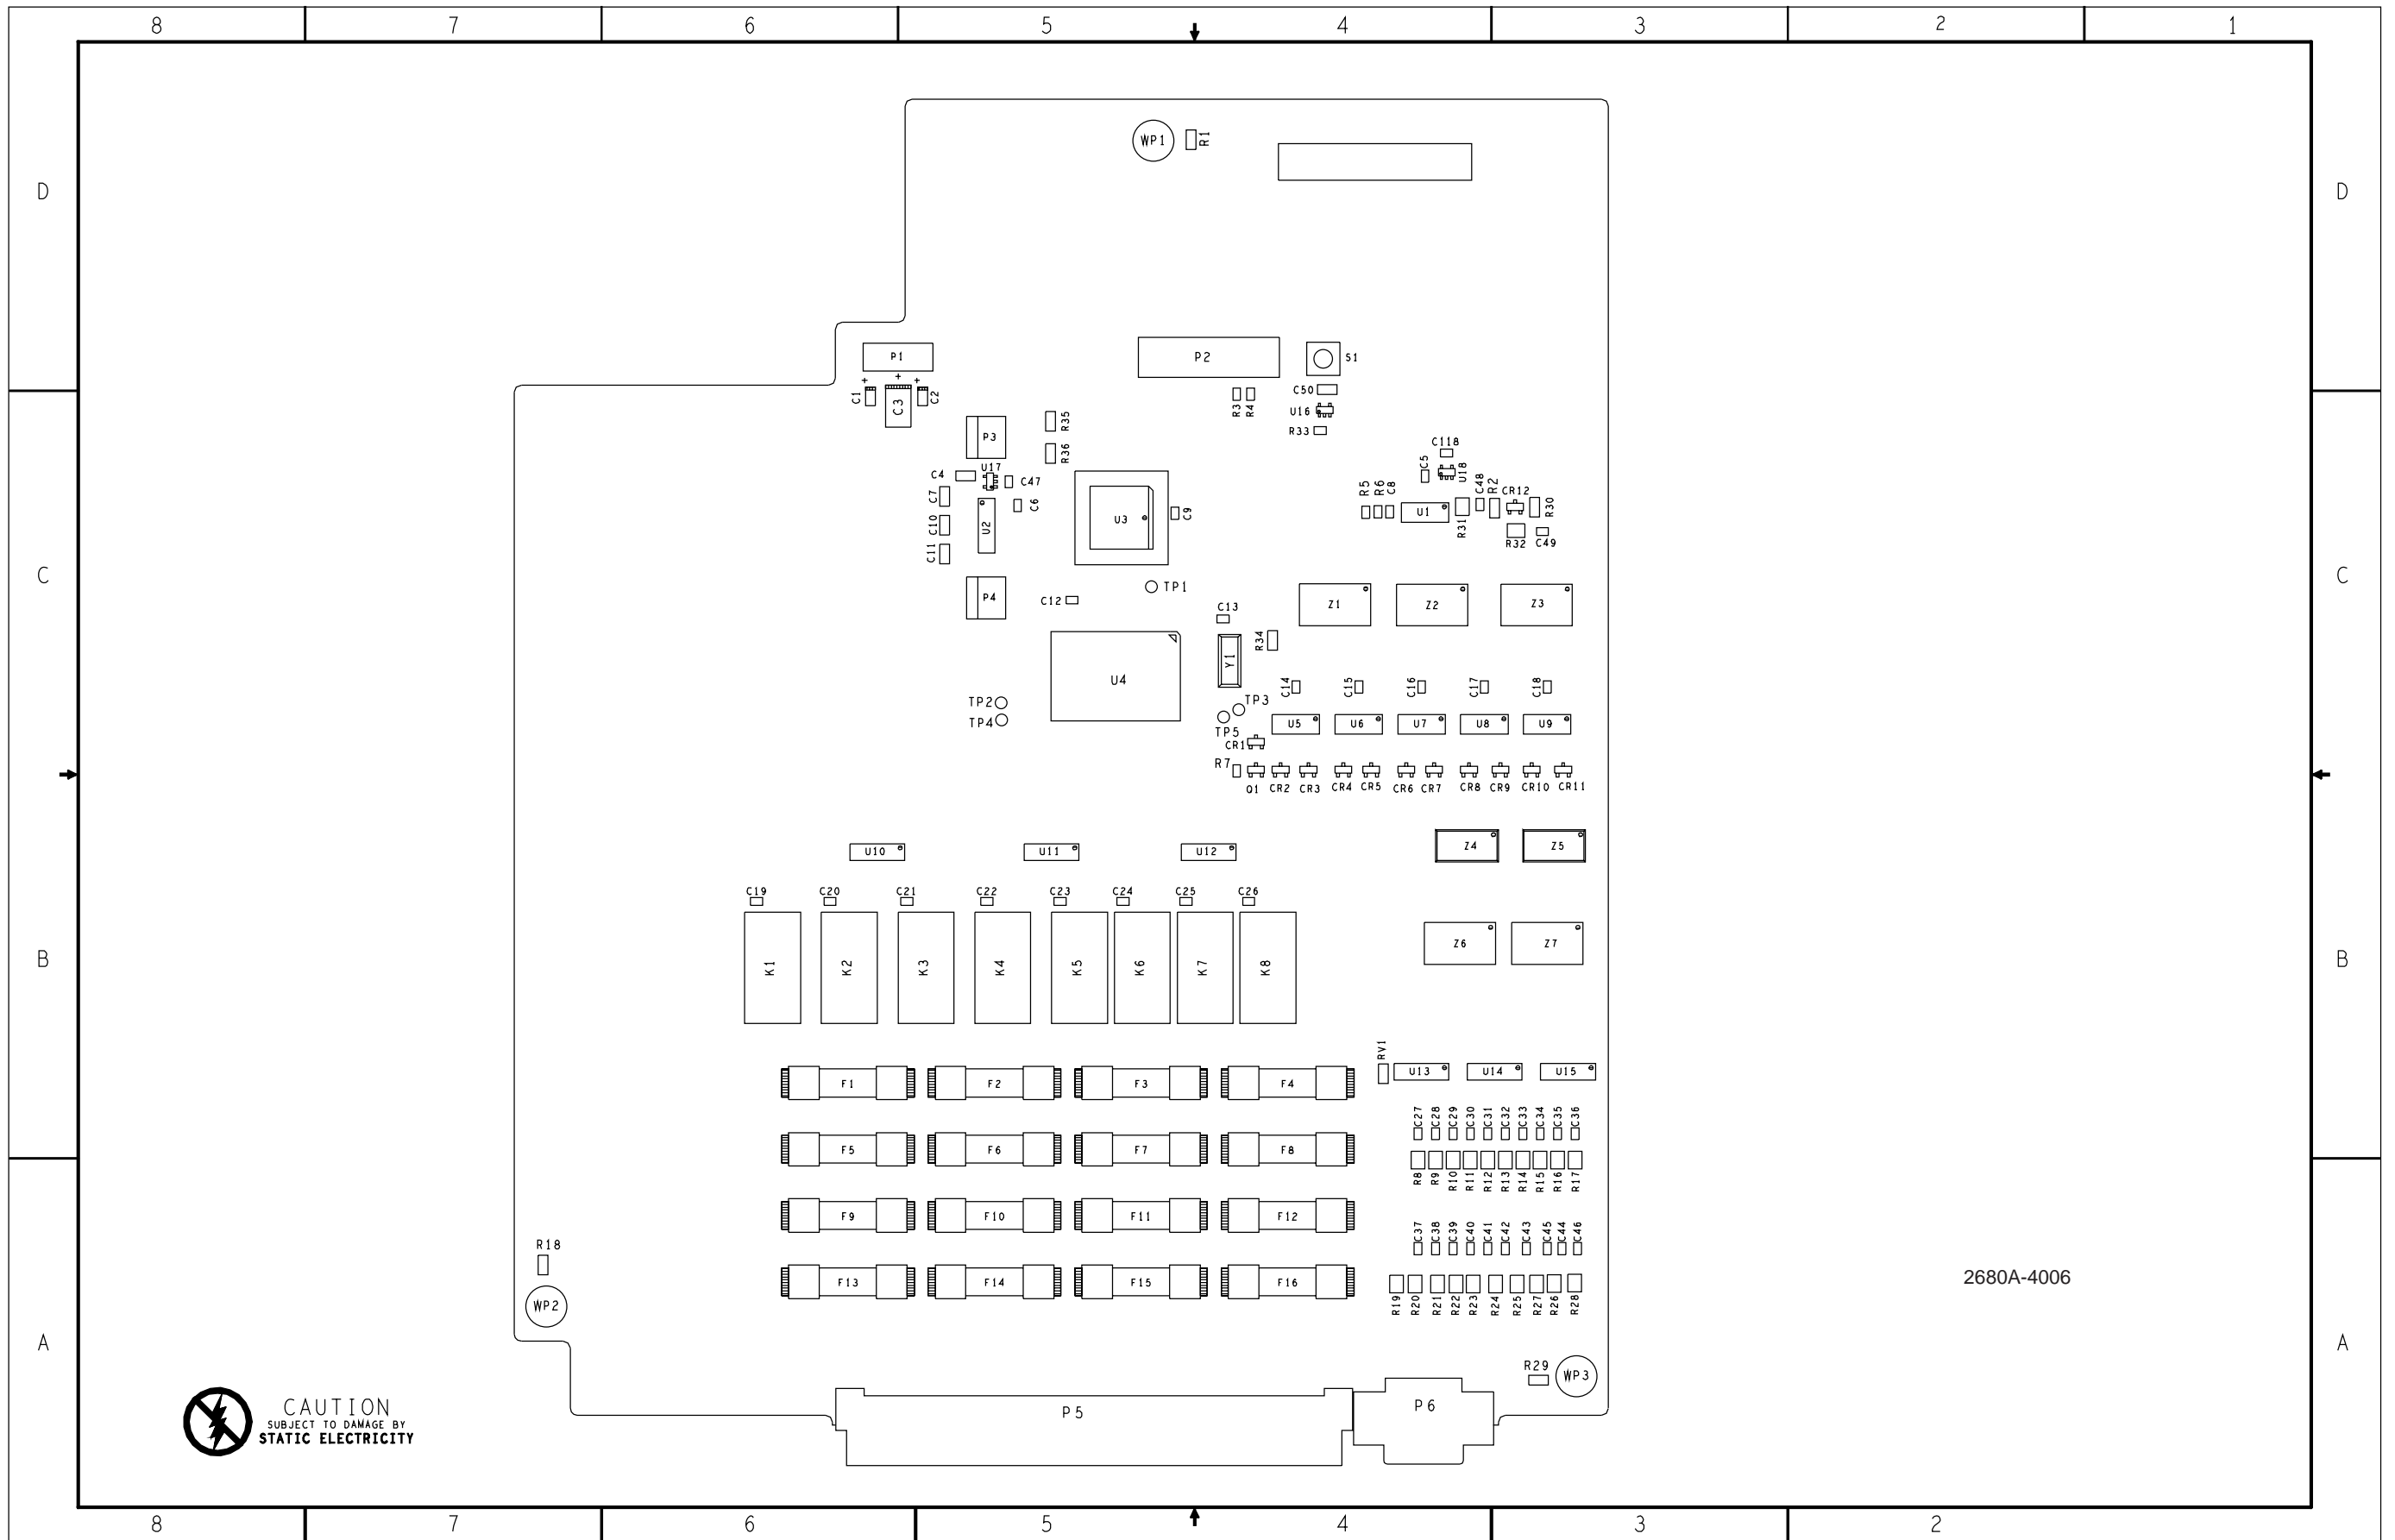 8 7 6 5 4 3 2 1
D D
WP1 R1
P1 P2 S1
+ + +
C1 C3 C2
C50
R3 R4
U16
R33
R35
P3
R36
C118
C5 U18
U17
C4 C47
C7 C6
C10 U2
C11
U3 C9
R5 R6 C8 U1 R31 C48 R2 CR12 R30
R32 C49
C C
P4
C12
TP1
C13
Z1 Z2 Z3
R34
Y1
U4
C14 C15 C16 C17 C18
TP2
TP4
TP3
TP5
U5 U6 U7 U8 U9
CR1
R7
Q1 CR2 CR3 CR4 CR5 CR6 CR7 CR8 CR9 CR10 CR11
U10 U11 U12
Z4 Z5
C19 C20 C21 C22 C23 C24 C25 C26
B B
K1 K2 K3 K4 K5 K6 K7 K8
Z6 Z7
RV1
U13 U14 U15
F1 F2 F3 F4
C27 C28 C29 C30 C31 C32 C33 C34 C35 C36
F5 F6 F7 F8
R8 R9 R10 R11 R12 R13 R14 R15 R16 R17
F9 F10 F11 F12
C37 C38 C39 C40 C41 C42 C43 C45 C44 C46
R18
F13 F14 F15 F16
2680A-4006
WP2
R19 R20 R21 R22 R23 R24 R25 R27 R26 R28
A A
R29
WP3
P5 P6
CAUTION
SUBJECT TO DAMAGE BY
STATIC ELECTRICITY
8 7 6 5 4 3 2